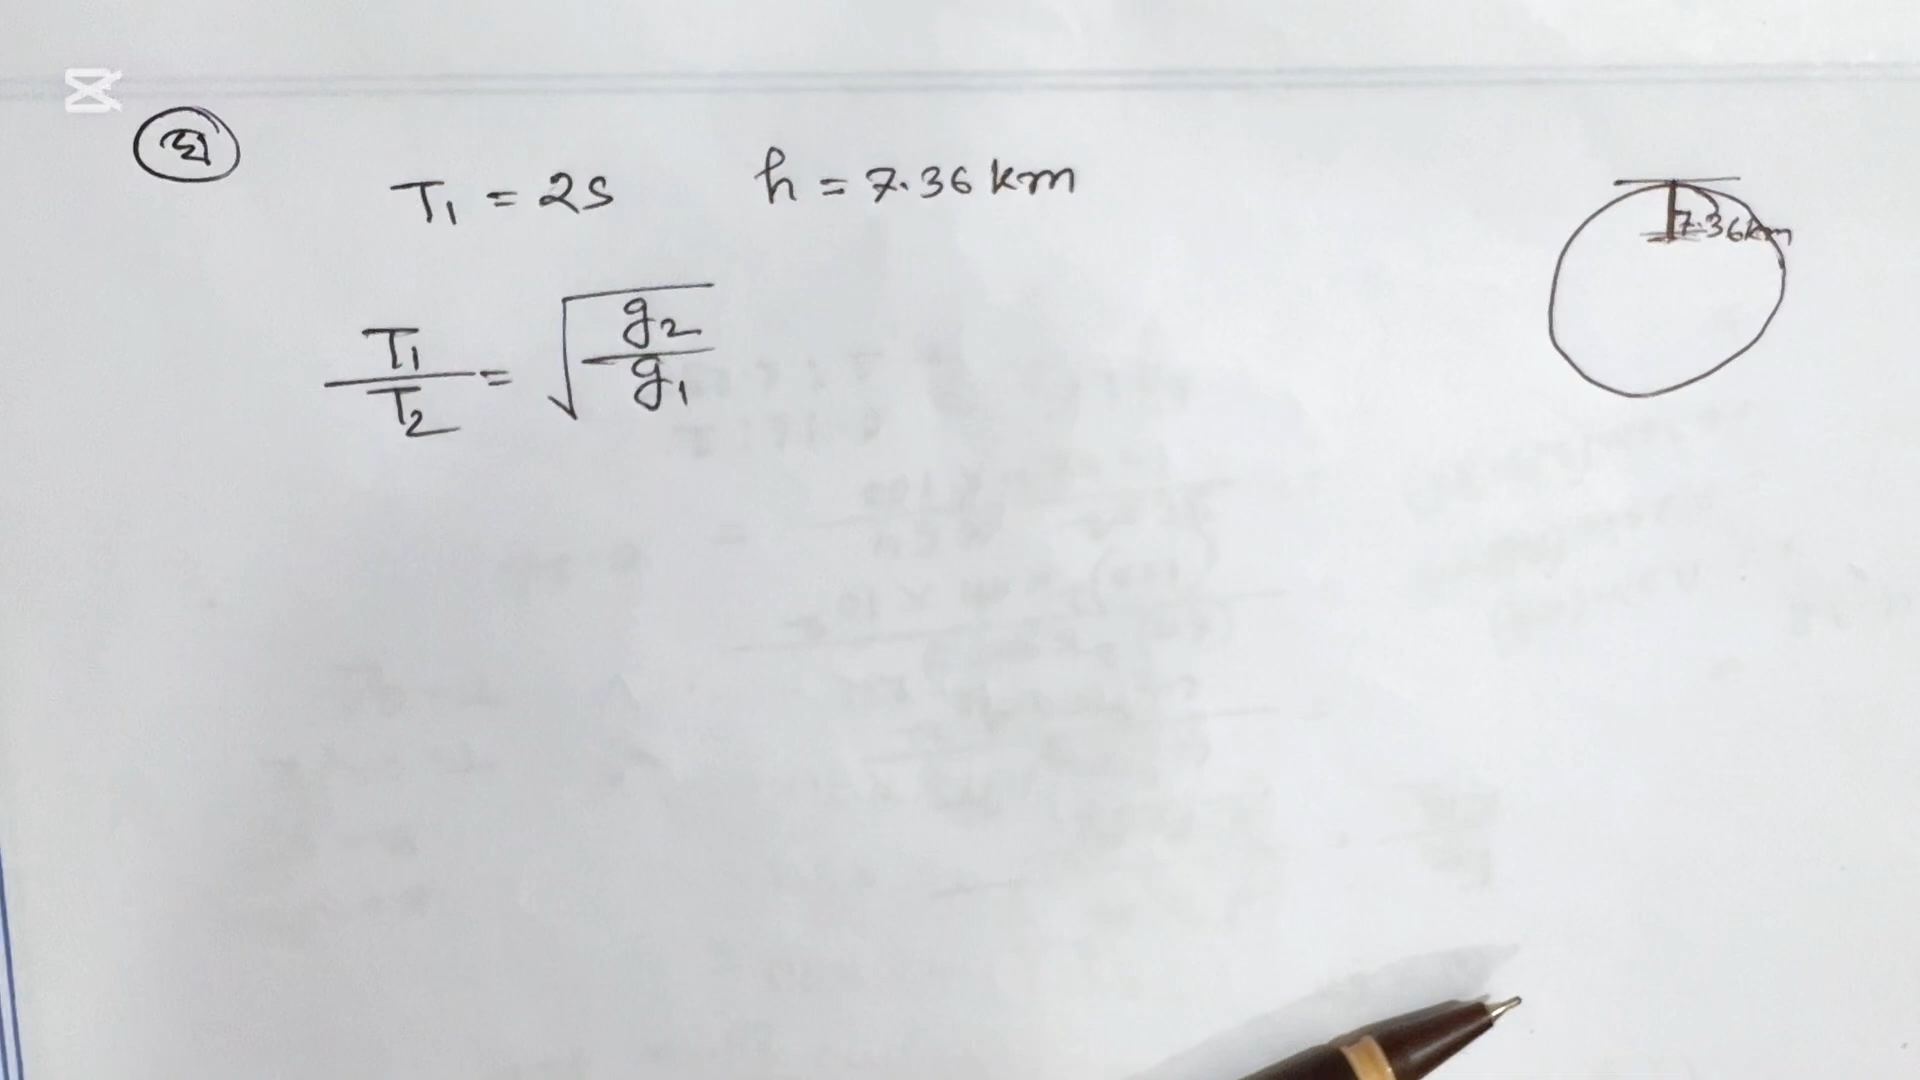 ঘ
T₁ = 2s h = 7.36 km
7.36km
T₁/T₂ = √(g₂/g₁)